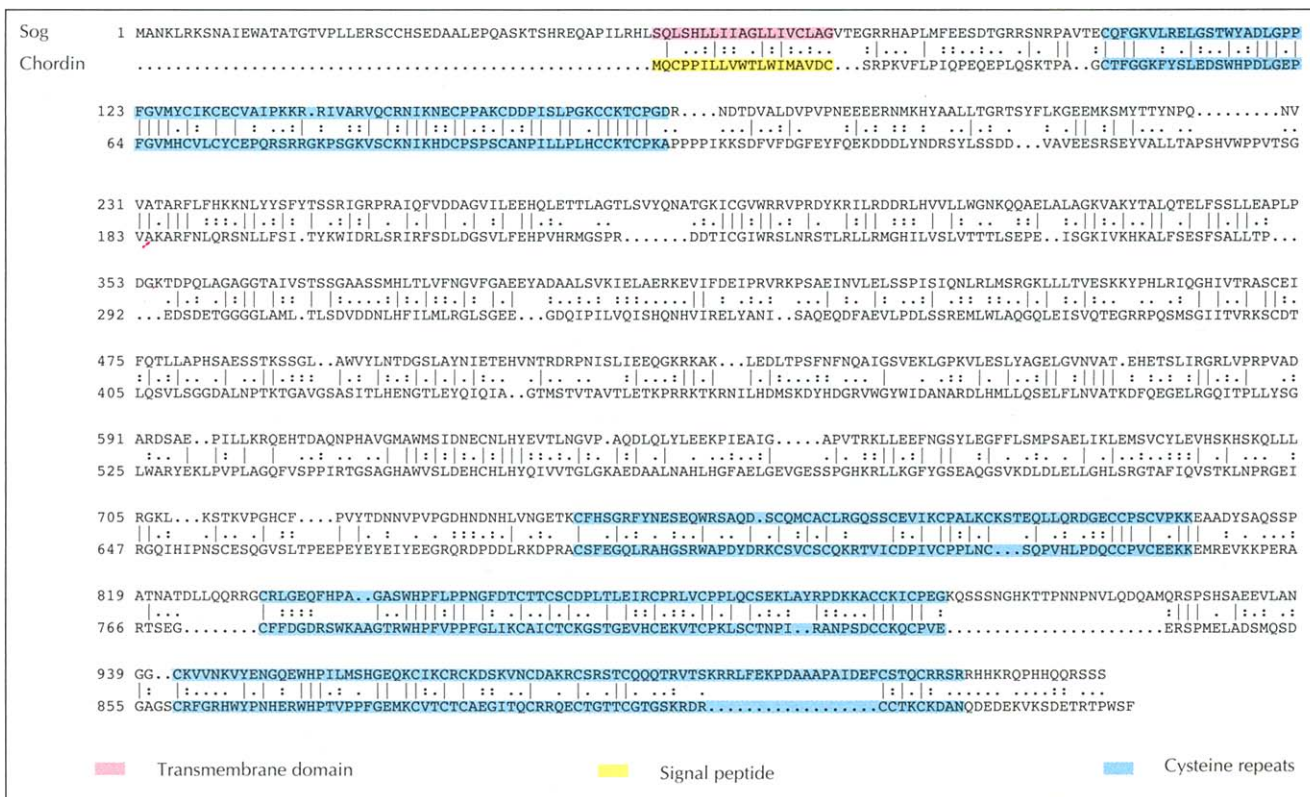 Sog 1 MANKLRKSNAIEWATATGTVPLLERSCCHSEDAALEPQASKTSHREQAPILRHLSQLSHLLIIAGLLIVCLAGVTEGRRHAPLMFEESDTGRRSNRPAVTECQFGKVLRELGSTWYADLGPP
Chordin ......................................................MQCPPILLVWTLWIMAVDC...SRPKVFLPIQPEQEPLQSKTPA..GCTFGGKFYSLEDSWHPDLGEP
123 FGVMYCIKCECVAIPKKR.RIVARVQCRNIKNECPPAKCDDPISLPGKCCKTCPGDR....NDTDVALDVPVPNEEEERNMKHYAALLTGRTSYFLKGEEMKSMYTTYNPQ.........NV
64 FGVMHCVLCYCEPQRSRRGKPSGKVSCKNIKHDCPSPSCANPILLPLHCCKTCPKAPPPPIKKSDFVFDGFEYFQEKDDDLYNDRSYLSSDD...VAVEESRSEYVALLTAPSHVWPPVTSG
231 VATARFLFHKKNLYYSFYTSSRIGRPRAIQFVDDAGVILEEHQLETTLAGTLSVYQNATGKICGVWRRVPRDYKRILRDDRLHVVLLWGNKQQAELALAGKVAKYTALQTELFSSLLEAPLP
183 VAKARFNLQRSNLLFSI.TYKWIDRLSRIRFSDLDGSVLFEHPVHRMGSPR.......DDTICGIWRSLNRSTLRLLRMGHILVSLVTTTLSEPE..ISGKIVKHKALFSESFSALLTP...
353 DGKTDPQLAGAGGTAIVSTSSGAASSMHLTLVFNGVFGAEEYADAALSVKIELAERKEVIFDEIPRVRKPSAEINVLELSSPISIQNLRLMSRGKLLLTVESKKYPHLRIQGHIVTRASCEI
292 ...EDSDETGGGGLAML.TLSDVDDNLHFILMLRGLSGEE...GDQIPILVQISHQNHVIRELYANI...SAQEQDFAEVLPDLSSREMLWLAQGQLEISVQTEGRRPQSMSGIITVRKSCDT
475 FQTLLAPHSAESSTKSSGL..AWVYLNTDGSLAYNIETEHVNTRDRPNISLIEEQGKRKAK...LEDLTPSFNFNQAIGSVEKLGPKVLESLYAGELGVNVAT.EHETSLIRGRLVPRPVAD
405 LQSVLSGGDALNPTKTGAVGSASITLHENGTLEYQIQIA..GTMSTVTAVTLETKPRRKTKRNILHDMSKDYHDGRVWGYWIDANARDLHMLLQSELFLNVATKDFQEGELRGQITPLLYSG
591 ARDSAE..PILLKRQEHTDAQNPHAVGMAWMSIDNECNLHYEVTLNGVP.AQDLQLYLEEKPIEAIG.....APVTRKLLEEFNGSYLEGFFLSMPSAELIKLEMSVCYLEVHSKHSKQLLL
525 LWARYEKLPVPLAGQFVSPPIRTGSAGHAWVSLDEHCHLHYQIVVTGLGKAEDAALNAHLHGFAELGEVGESSPGHKRLLKGFYGSEAQGSVKDLDLELLGHLSRGTAFIQVSTKLNPRGEI
705 RGKL...KSTKVPGHCF....PVYTDNNVPVPGDHNDNHLVNGETKCFHSGRFYNESEQWRSAQD.SCQMCACLRGQSSCEVIKCPALKCKSTEQLLQRDGECCPSCVPKKEAADYSAQSSP
647 RGQIHIPNSCESQGVSLTPEEPEYEYEIYEEGRQRDPDDLRKDPRACSFEGQLRAHGSRWAPDYDRKCSVCSCQKRTVICDPIVCPPLNC...SQPVHLPDQCCPVCEEKKEMREVKKPERA
819 ATNATDLLQQRRGCRLGEQFHPA..GASWHPFLPPNGFDTCTTCSCDPLTLEIRCPRLVCPPLQCSEKLAYRPDKKACCKICPEGKQSSSNGHKTTPNNPNVLQDQAMQRSPSHSAEEVLAN
766 RTSEG........CFFDGDRSWKAAGTRWHPFVPPFGLIKCAICTCKGSTGEVHCEKVTCPKLSCTNPI..RANPSDCCKQCPVE......................ERSPMELADSMQSD
939 GG..CKVVNKVYENGQEWHPILMSHGEQKCIKCRCKDSKVNCDAKRCSRSTCQQQTRVTSKRRLFEKPDAAAPAIDEFCSTQCRRSRRHHKRQPHHQQRSSS
855 GAGSCRFGRHWYPNHERWHPTVPPFGEMKCVTCTCAEGITQCRRQECTGTTCGTGSKRDR.................CCTKCKDANQDEDEKVKSDETRTPWSF
Transmembrane domain
Signal peptide
Cysteine repeats